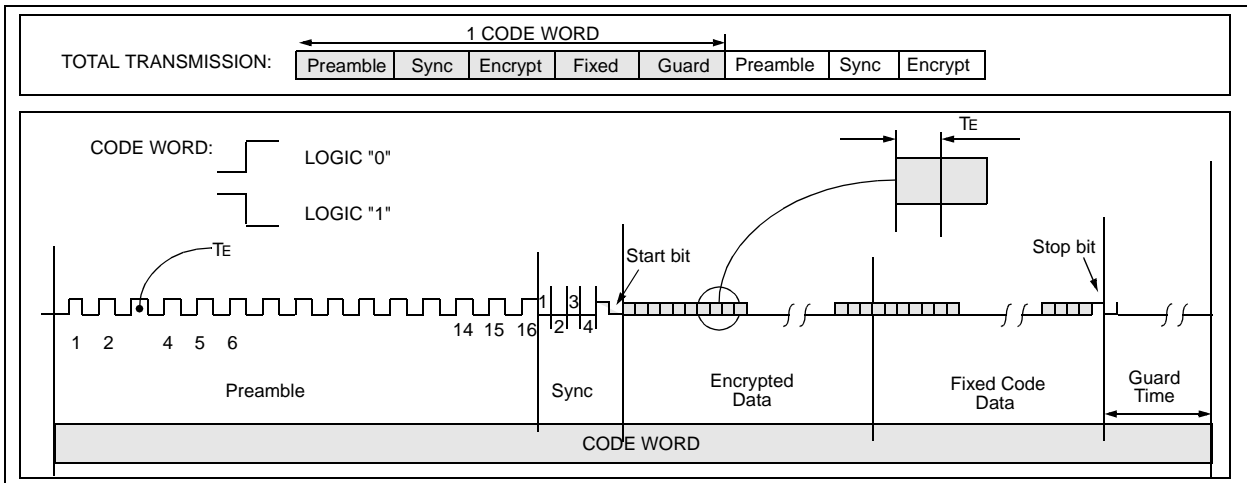 1 CODE WORD
TOTAL TRANSMISSION: Preamble Sync Encrypt Fixed Guard Preamble Sync Encrypt
CODE WORD:
LOGIC "0"
LOGIC "1"
TE
TE
Start bit
Stop bit
1 2 4 5 6 14 15 16 1 2 3 4
Preamble
Sync
Encrypted
Data
Fixed Code
Data
Guard
Time
CODE WORD